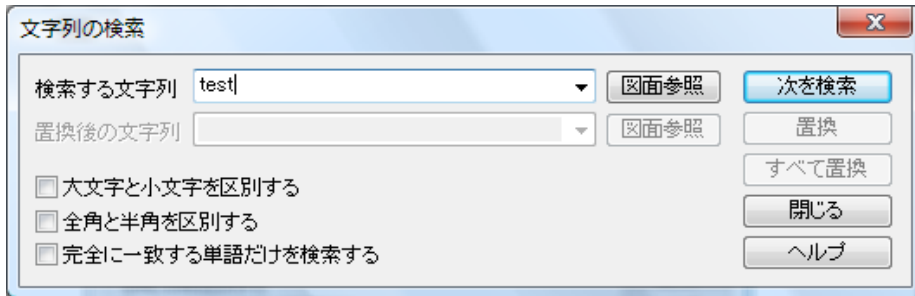 文字列の検索
検索する文字列 test 図面参照 次を検索
置換後の文字列 図面参照 置換
すべて置換
大文字と小文字を区別する
全角と半角を区別する 閉じる
完全に一致する単語だけを検索する ヘルプ